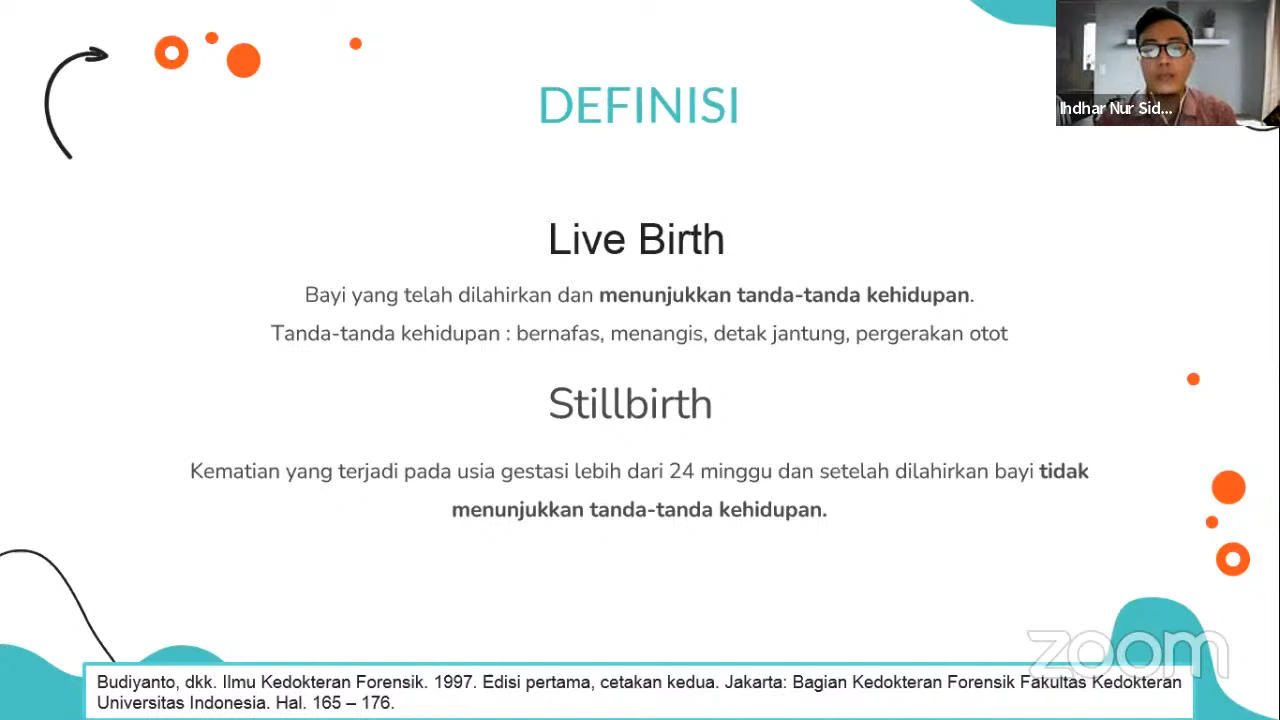 DEFINISI
Ihdhar Nur Sid...
Live Birth
Bayi yang telah dilahirkan dan menunjukkan tanda-tanda kehidupan.
Tanda-tanda kehidupan : bernafas, menangis, detak jantung, pergerakan otot
Stillbirth
Kematian yang terjadi pada usia gestasi lebih dari 24 minggu dan setelah dilahirkan bayi tidak
menunjukkan tanda-tanda kehidupan.
zoom
Budiyanto, dkk. Ilmu Kedokteran Forensik. 1997. Edisi pertama, cetakan kedua. Jakarta: Bagian Kedokteran Forensik Fakultas Kedokteran
Universitas Indonesia. Hal. 165 – 176.